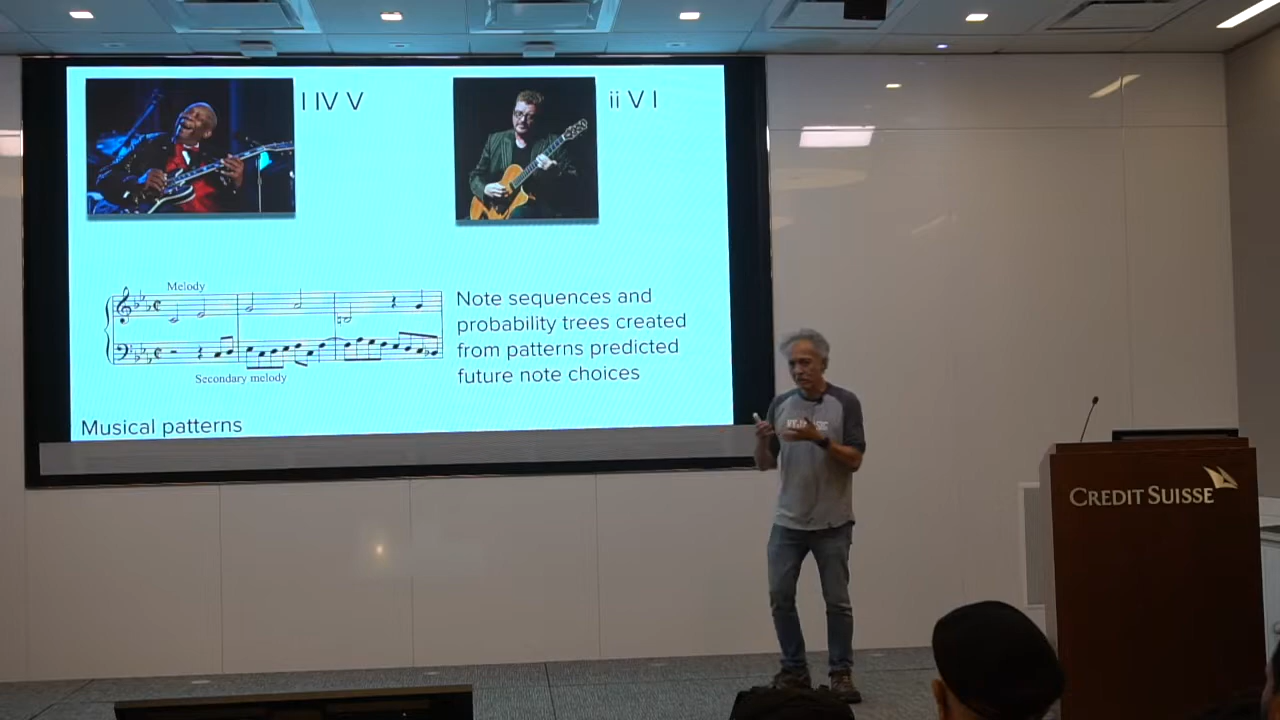 I IV V
ii V I
Melody
Secondary melody
Note sequences and
probability trees created
from patterns predicted
future note choices
Musical patterns
CREDIT SUISSE